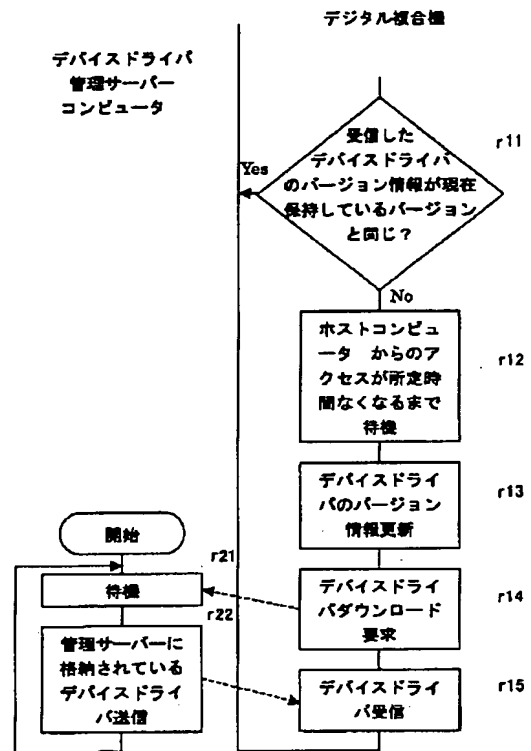 デジタル複合機
デバイスドライバ
管理サーバー
コンピュータ
受信した
デバイスドライバ
のバージョン情報が現在
保持しているバージョン
と同じ？
r11
Yes
No
ホストコンピュ
ータ からのア
クセスが所定時
間なくなるまで
待機
r12
デバイスドライ
バのバージョン
情報更新
r13
開始
r21
待機
デバイスドライ
バダウンロード
要求
r14
r22
管理サーバーに
格納されている
デバイスドライ
バ送信
デバイスドライ
バ受信
r15